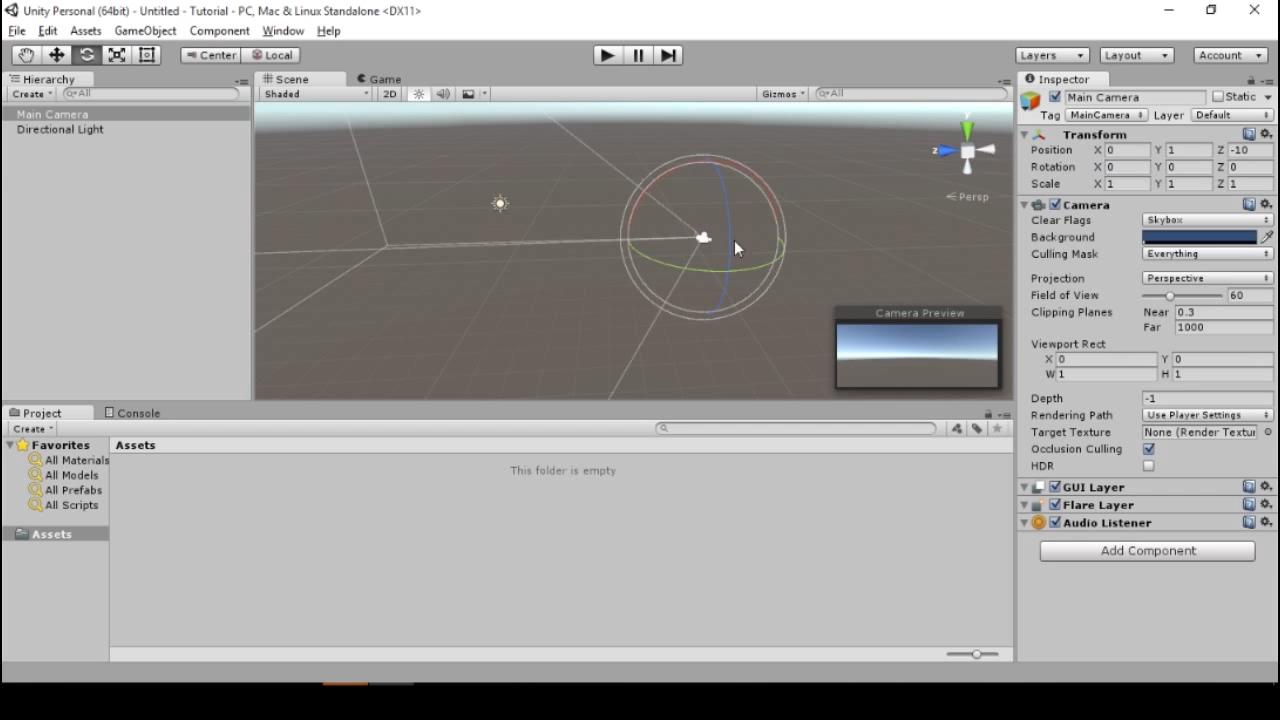 Unity Personal (64bit) - Untitled - Tutorial - PC, Mac & Linux Standalone <DX11>
File Edit Assets GameObject Component Window Help
Center Local Layers Layout Account
Hierarchy
Create All
Main Camera
Directional Light
Scene Game
Shaded 2D Gizmos All
y
z
Persp
Camera Preview
Inspector
Main Camera Static
Tag MainCamera Layer Default
Transform
Position X 0 Y 1 Z -10
Rotation X 0 Y 0 Z 0
Scale X 1 Y 1 Z 1
Camera
Clear Flags Skybox
Background
Culling Mask Everything
Projection Perspective
Field of View 60
Clipping Planes Near 0.3
Far 1000
Viewport Rect
X 0 Y 0
W 1 H 1
Depth -1
Rendering Path Use Player Settings
Target Texture None (Render Textur
Occlusion Culling
HDR
GUI Layer
Flare Layer
Audio Listener
Add Component
Project Console
Create
Favorites
All Materials
All Models
All Prefabs
All Scripts
Assets
Assets
This folder is empty